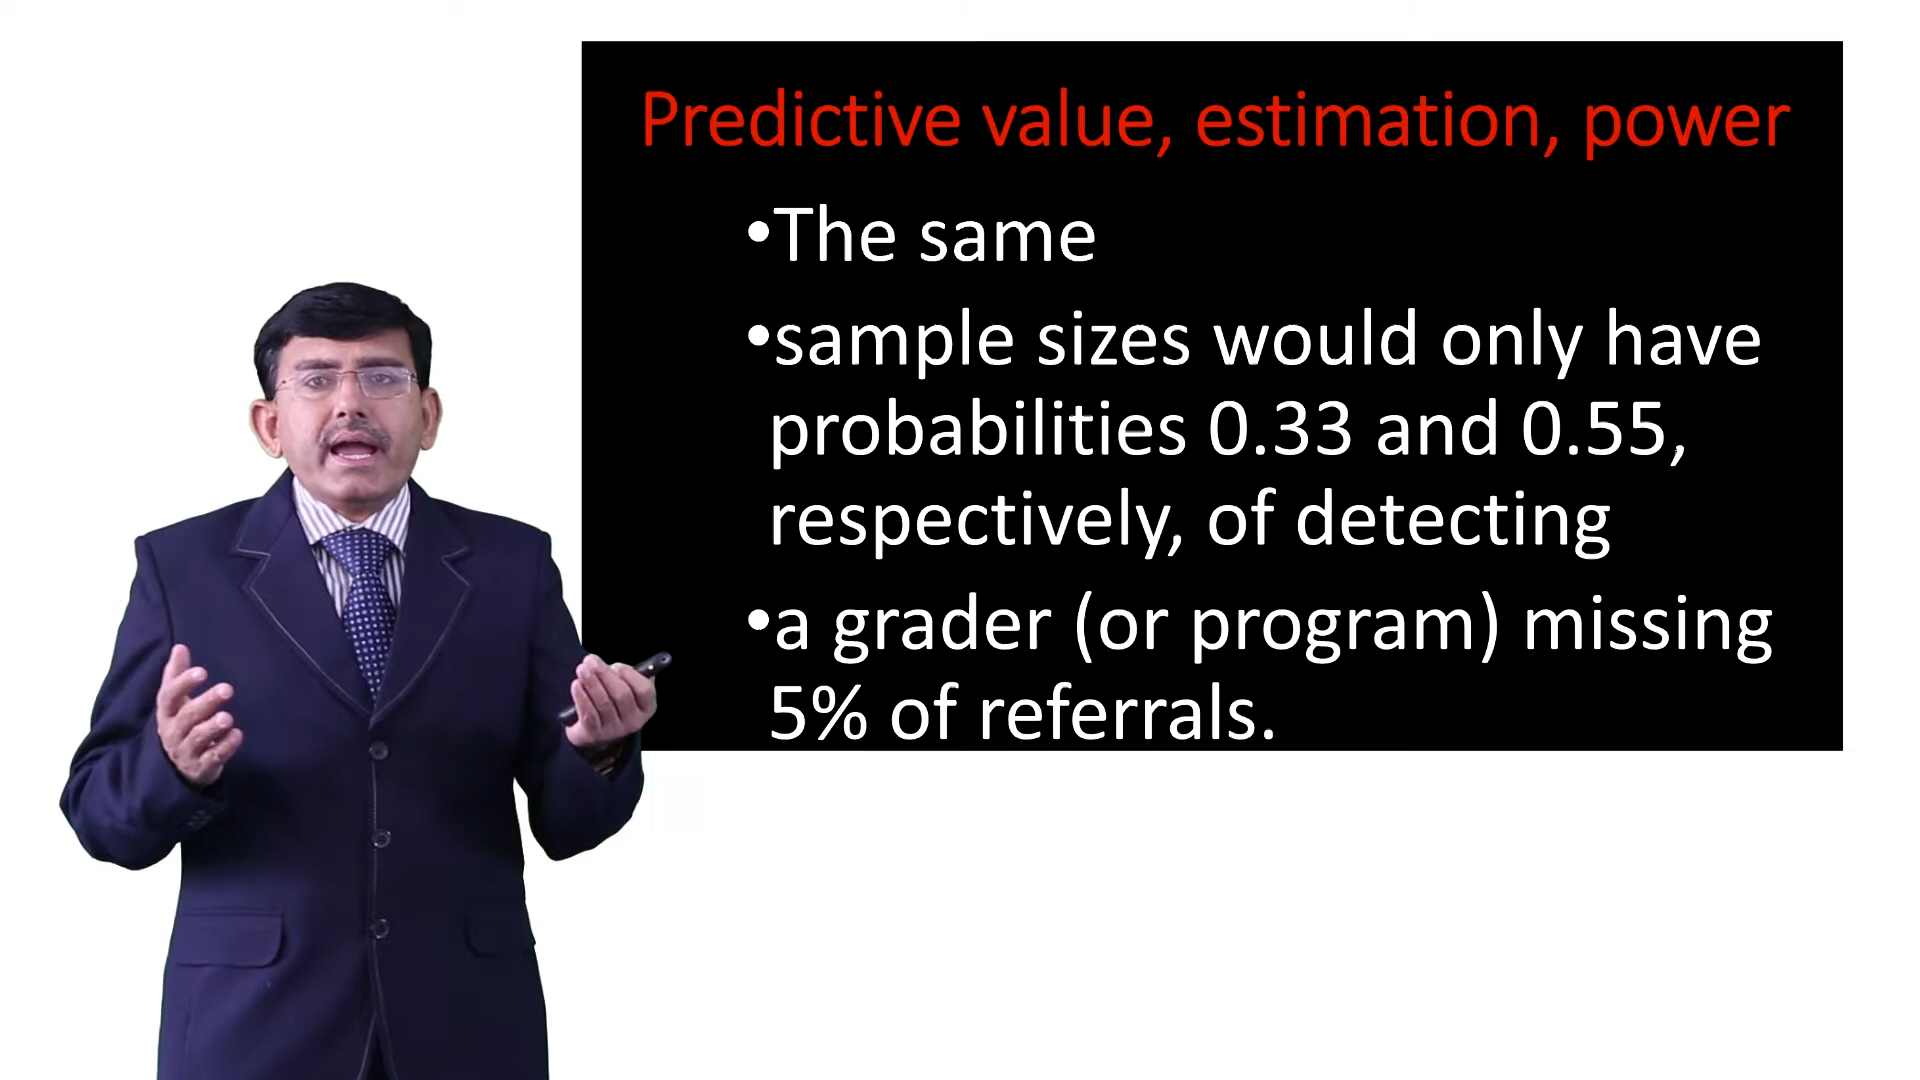 Predictive value, estimation, power
•The same
•sample sizes would only have
probabilities 0.33 and 0.55,
respectively, of detecting
•a grader (or program) missing
5% of referrals.